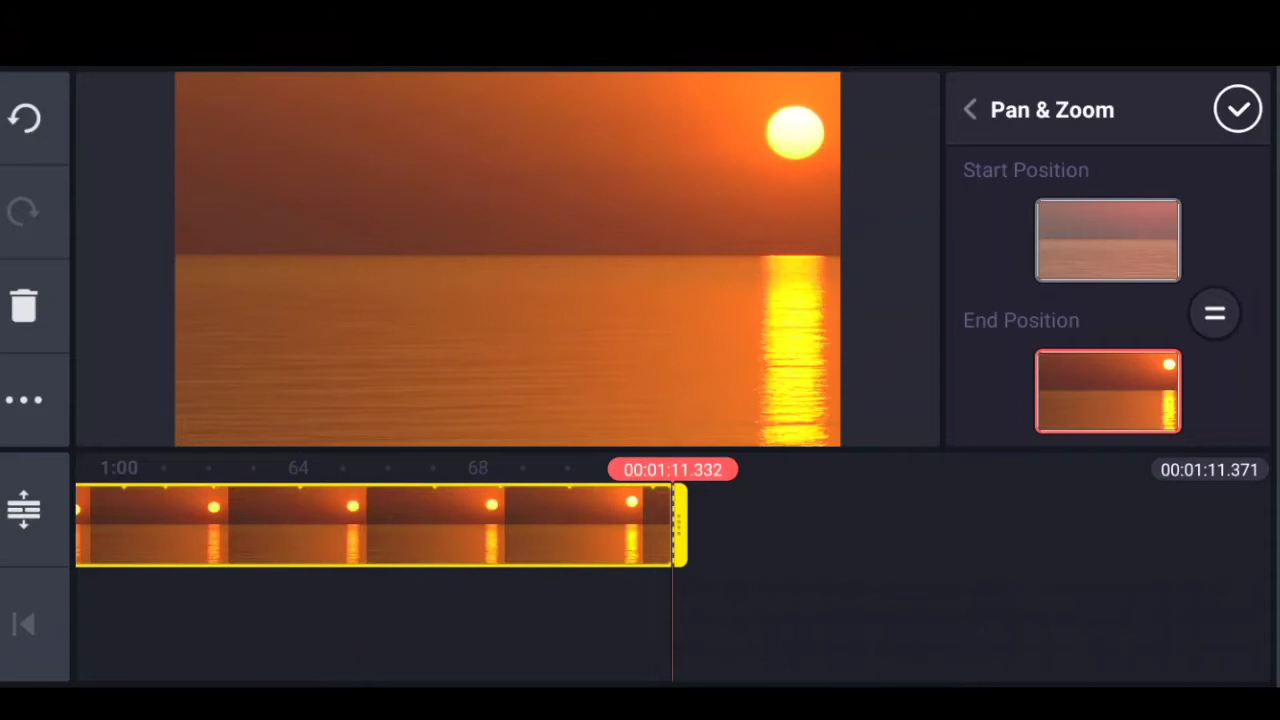 Pan & Zoom
Start Position
End Position
1:00
64
68
00:01:11.332
00:01:11.371